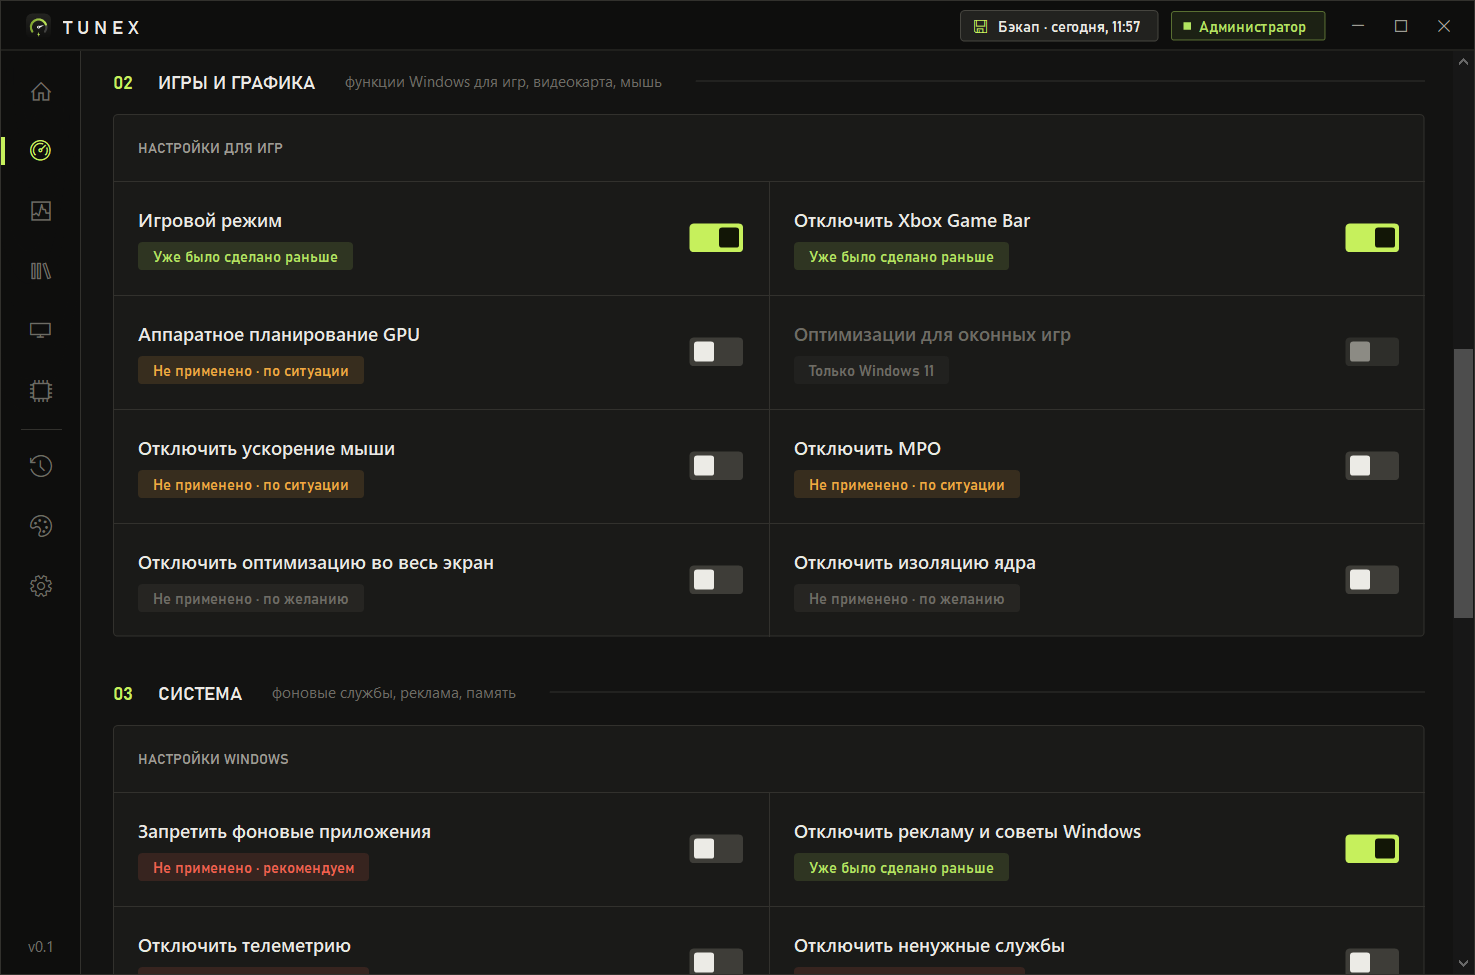 TUNEX
Бэкап · сегодня, 11:57
Администратор
02 ИГРЫ И ГРАФИКА функции Windows для игр, видеокарта, мышь
НАСТРОЙКИ ДЛЯ ИГР
Игровой режим
Уже было сделано раньше
Отключить Xbox Game Bar
Уже было сделано раньше
Аппаратное планирование GPU
Не применено · по ситуации
Оптимизации для оконных игр
Только Windows 11
Отключить ускорение мыши
Не применено · по ситуации
Отключить MPO
Не применено · по ситуации
Отключить оптимизацию во весь экран
Не применено · по желанию
Отключить изоляцию ядра
Не применено · по желанию
03 СИСТЕМА фоновые службы, реклама, память
НАСТРОЙКИ WINDOWS
Запретить фоновые приложения
Не применено · рекомендуем
Отключить рекламу и советы Windows
Уже было сделано раньше
Отключить телеметрию
Отключить ненужные службы
v0.1